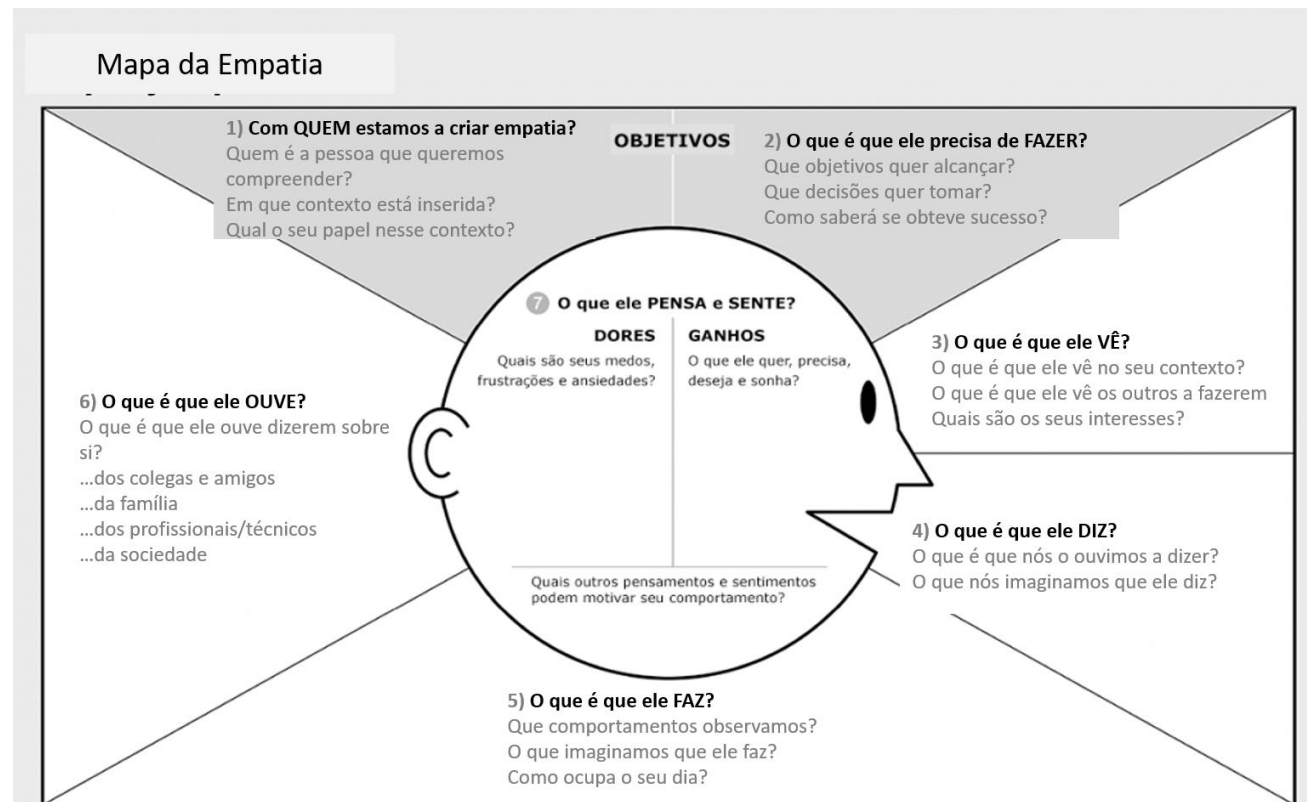 Mapa da Empatia
1) Com QUEM estamos a criar empatia?
Quem é a pessoa que queremos
compreender?
Em que contexto está inserida?
Qual o seu papel nesse contexto?
OBJETIVOS
2) O que é que ele precisa de FAZER?
Que objetivos quer alcançar?
Que decisões quer tomar?
Como saberá se obteve sucesso?
7 O que ele PENSA e SENTE?
DORES
Quais são seus medos,
frustrações e ansiedades?
GANHOS
O que ele quer, precisa,
deseja e sonha?
Quais outros pensamentos e sentimentos
podem motivar seu comportamento?
3) O que é que ele VÊ?
O que é que ele vê no seu contexto?
O que é que ele vê os outros a fazerem
Quais são os seus interesses?
4) O que é que ele DIZ?
O que é que nós o ouvimos a dizer?
O que nós imaginamos que ele diz?
5) O que é que ele FAZ?
Que comportamentos observamos?
O que imaginamos que ele faz?
Como ocupa o seu dia?
6) O que é que ele OUVE?
O que é que ele ouve dizerem sobre
si?
...dos colegas e amigos
...da família
...dos profissionais/técnicos
...da sociedade